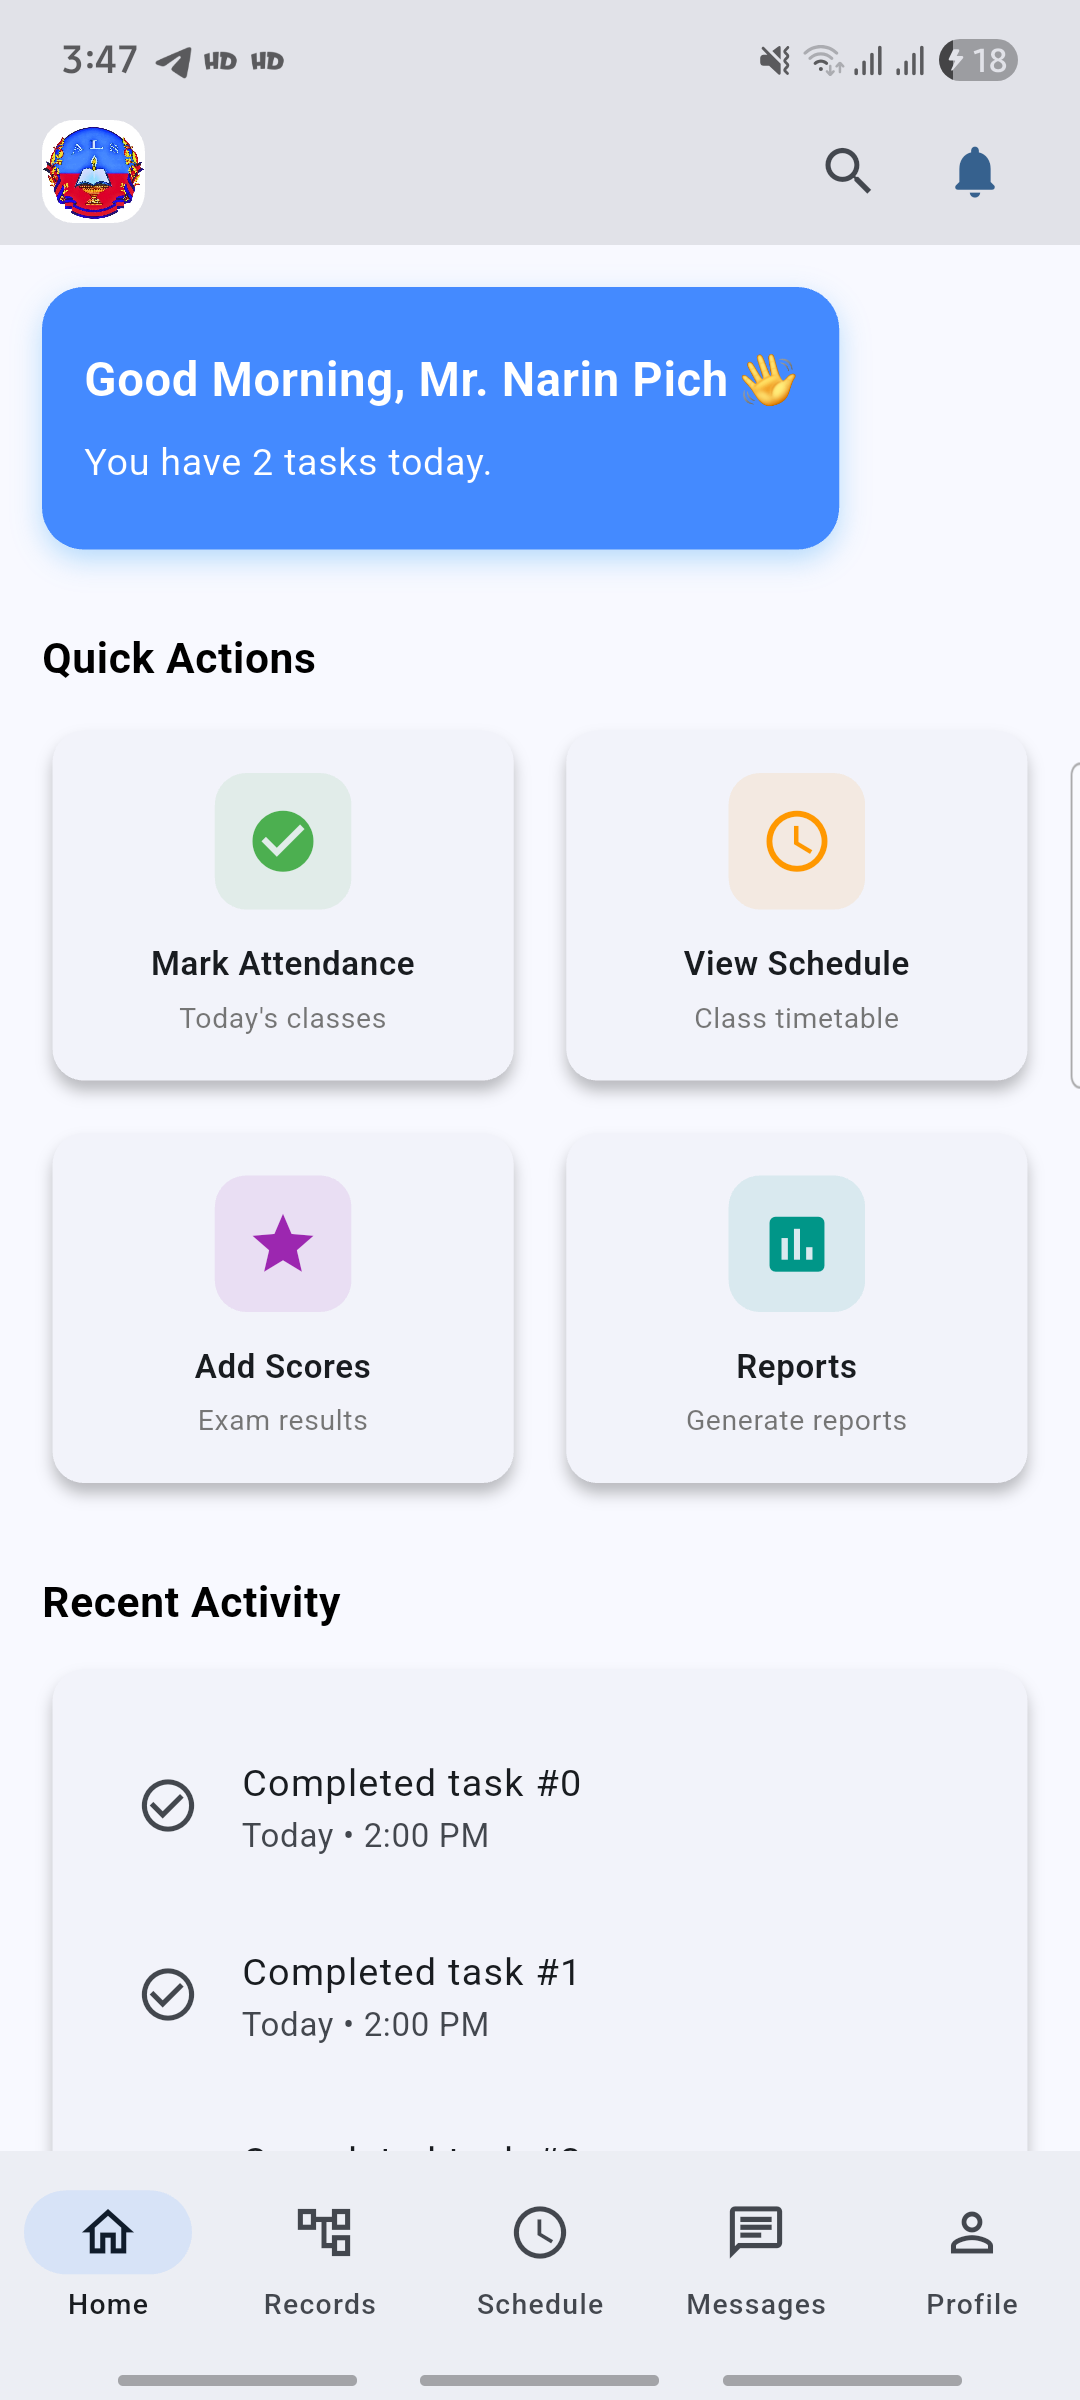 3:47 HD HD 18
A L S
Good Morning, Mr. Narin Pich 👋
You have 2 tasks today.
Quick Actions
Mark Attendance
Today's classes
View Schedule
Class timetable
Add Scores
Exam results
Reports
Generate reports
Recent Activity
Completed task #0
Today • 2:00 PM
Completed task #1
Today • 2:00 PM
Home
Records
Schedule
Messages
Profile